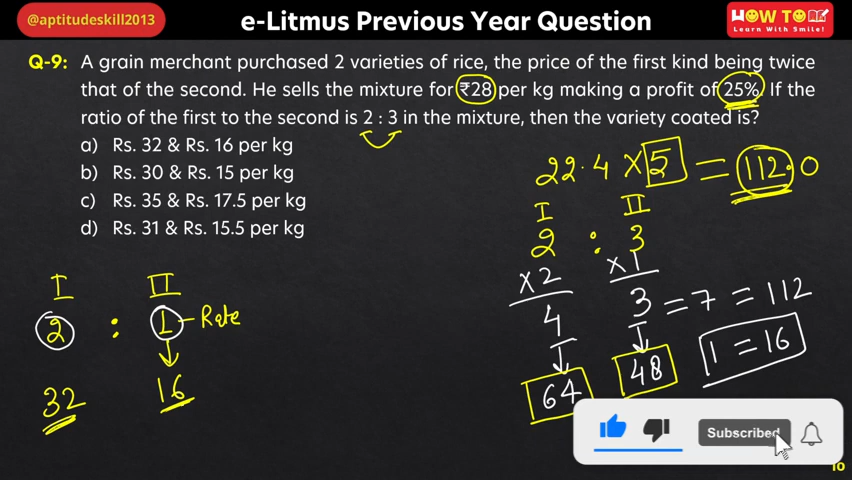 @aptitudeskill2013
e-Litmus Previous Year Question
HOW TO
Learn With Smile!
Q-9: A grain merchant purchased 2 varieties of rice, the price of the first kind being twice
that of the second. He sells the mixture for ₹28 per kg making a profit of 25%. If the
ratio of the first to the second is 2 : 3 in the mixture, then the variety coated is?
a) Rs. 32 & Rs. 16 per kg
b) Rs. 30 & Rs. 15 per kg
c) Rs. 35 & Rs. 17.5 per kg
d) Rs. 31 & Rs. 15.5 per kg
22.4 × 5 = 112.0
I II
2 : 3
×2 ×1
4 3 = 7 = 112
64 48
1 = 16
I II
2 : 1 – Rate
32 16
Subscribed
10